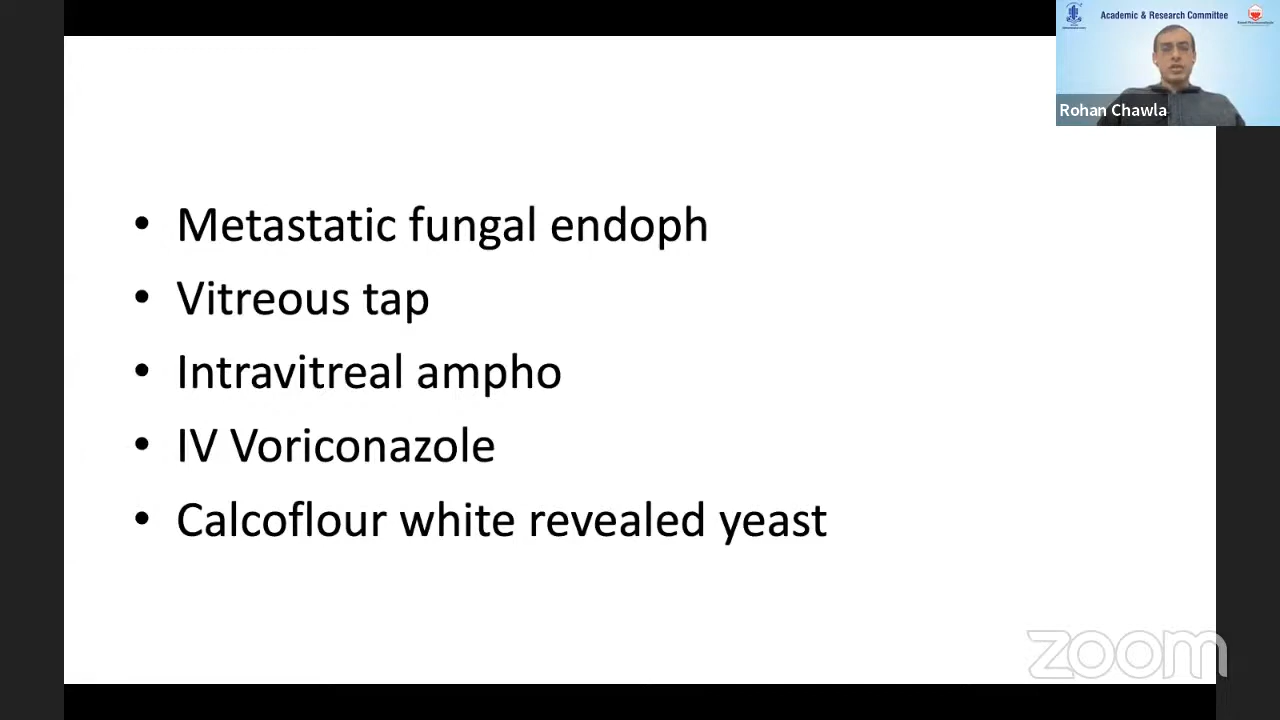 Academic & Research Committee
Rohan Chawla
• Metastatic fungal endoph
• Vitreous tap
• Intravitreal ampho
• IV Voriconazole
• Calcoflour white revealed yeast
zoom